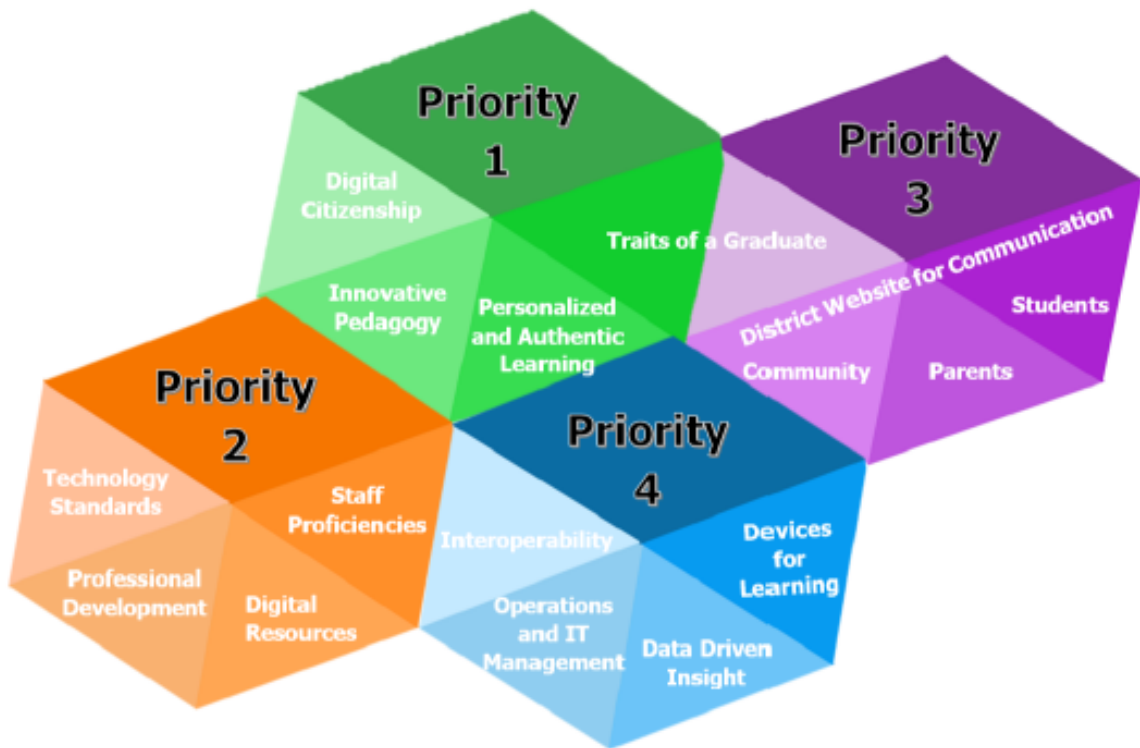 Priority
1
Digital
Citizenship
Innovative
Pedagogy
Personalized
and Authentic
Learning
Traits of a Graduate
Priority
3
District Website for Communication
Students
Community
Parents
Priority
2
Technology
Standards
Staff
Proficiencies
Professional
Development
Digital
Resources
Priority
4
Interoperability
Devices
for
Learning
Operations
and IT
Management
Data Driven
Insight